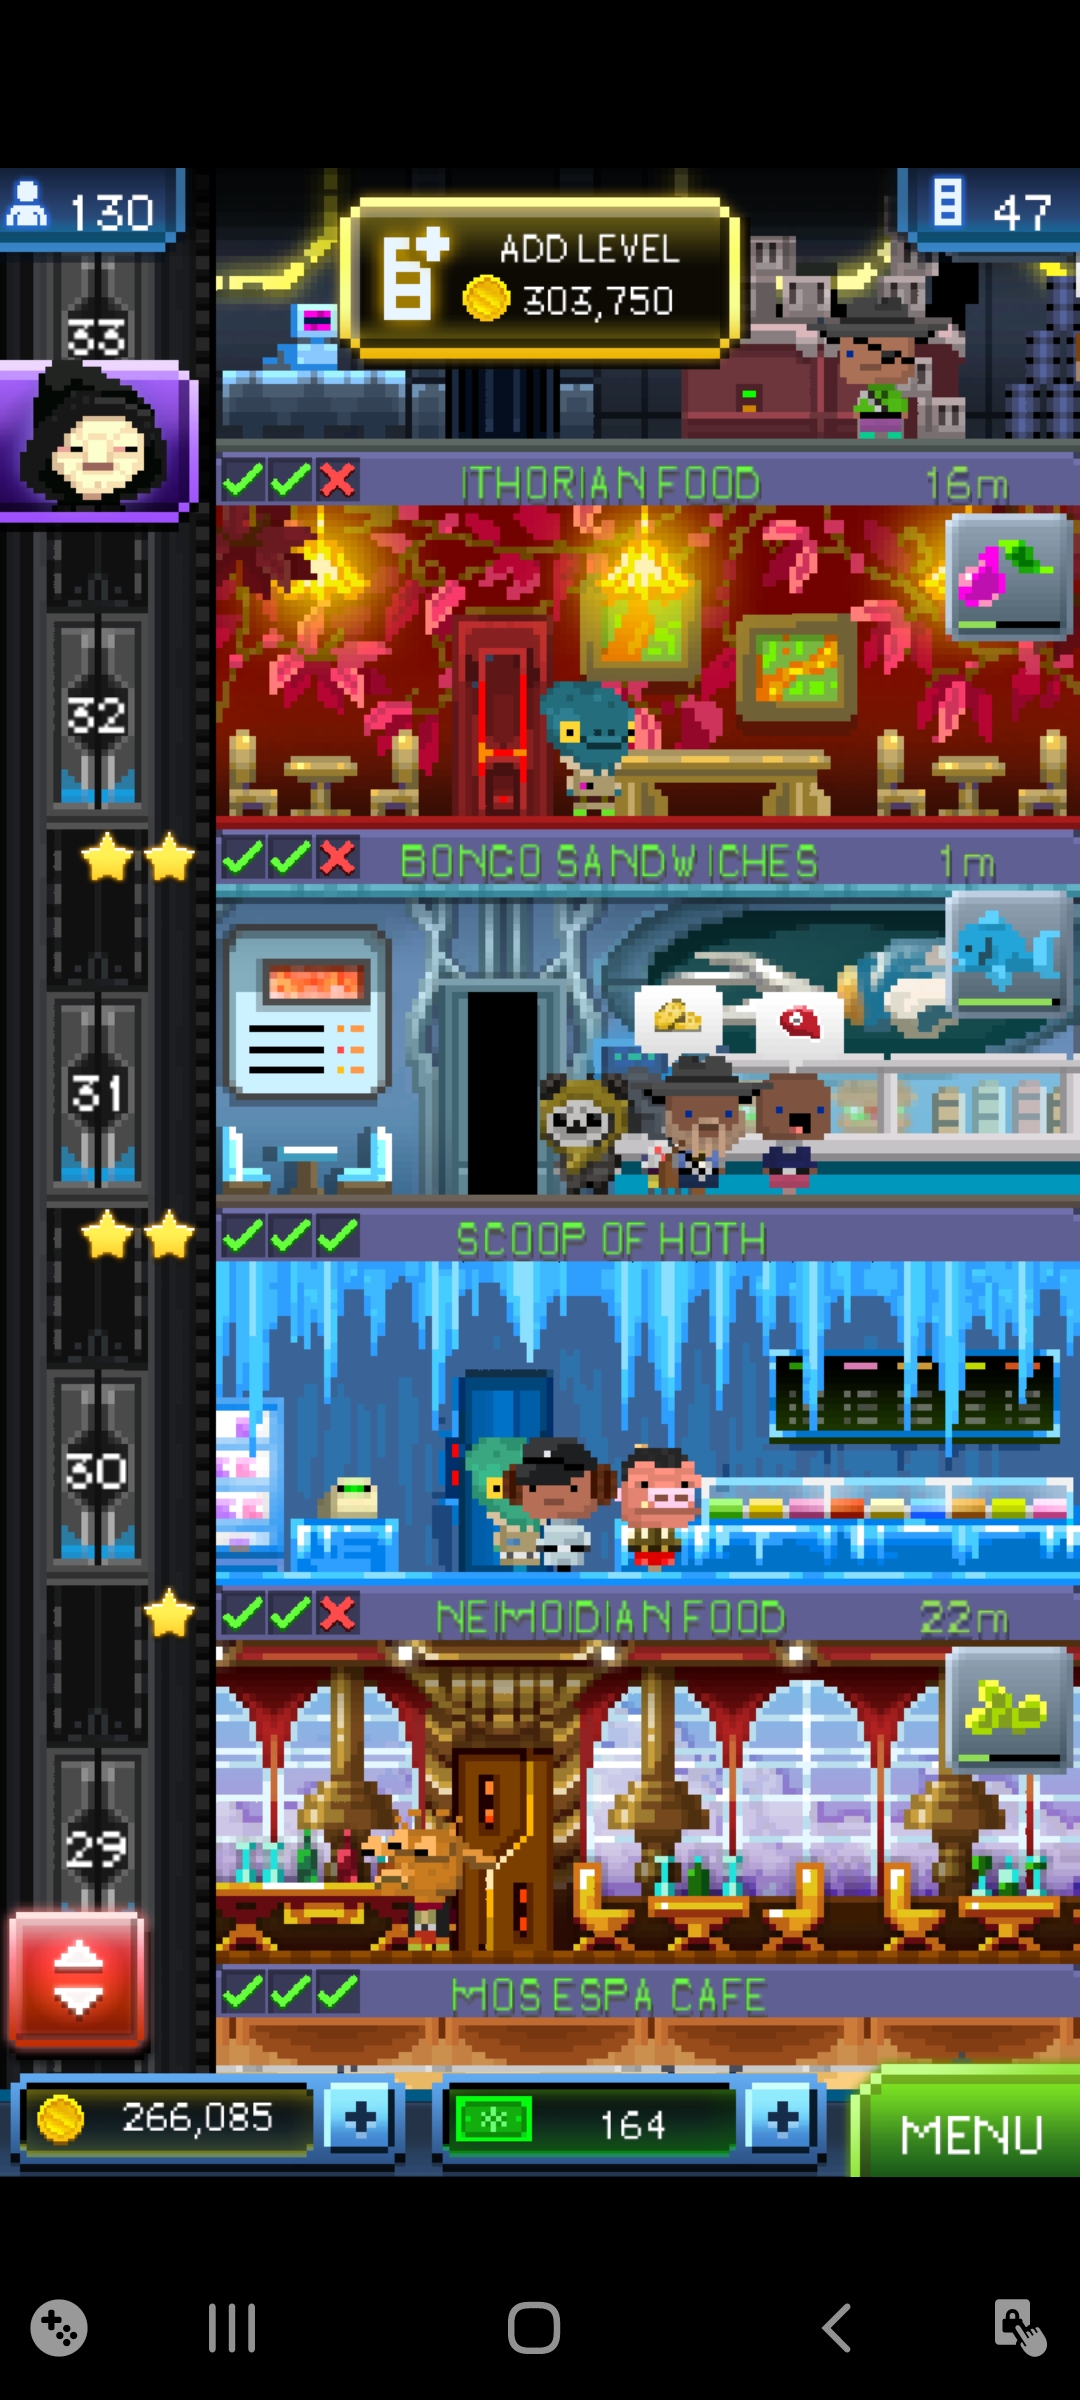 130
ADD LEVEL
303,750
47
33
ITHORIAN FOOD
16m
32
BONGO SANDWICHES
1m
31
SCOOP OF HOTH
30
NEIMOIDIAN FOOD
22m
29
MOS ESPA CAFE
266,085
164
MENU